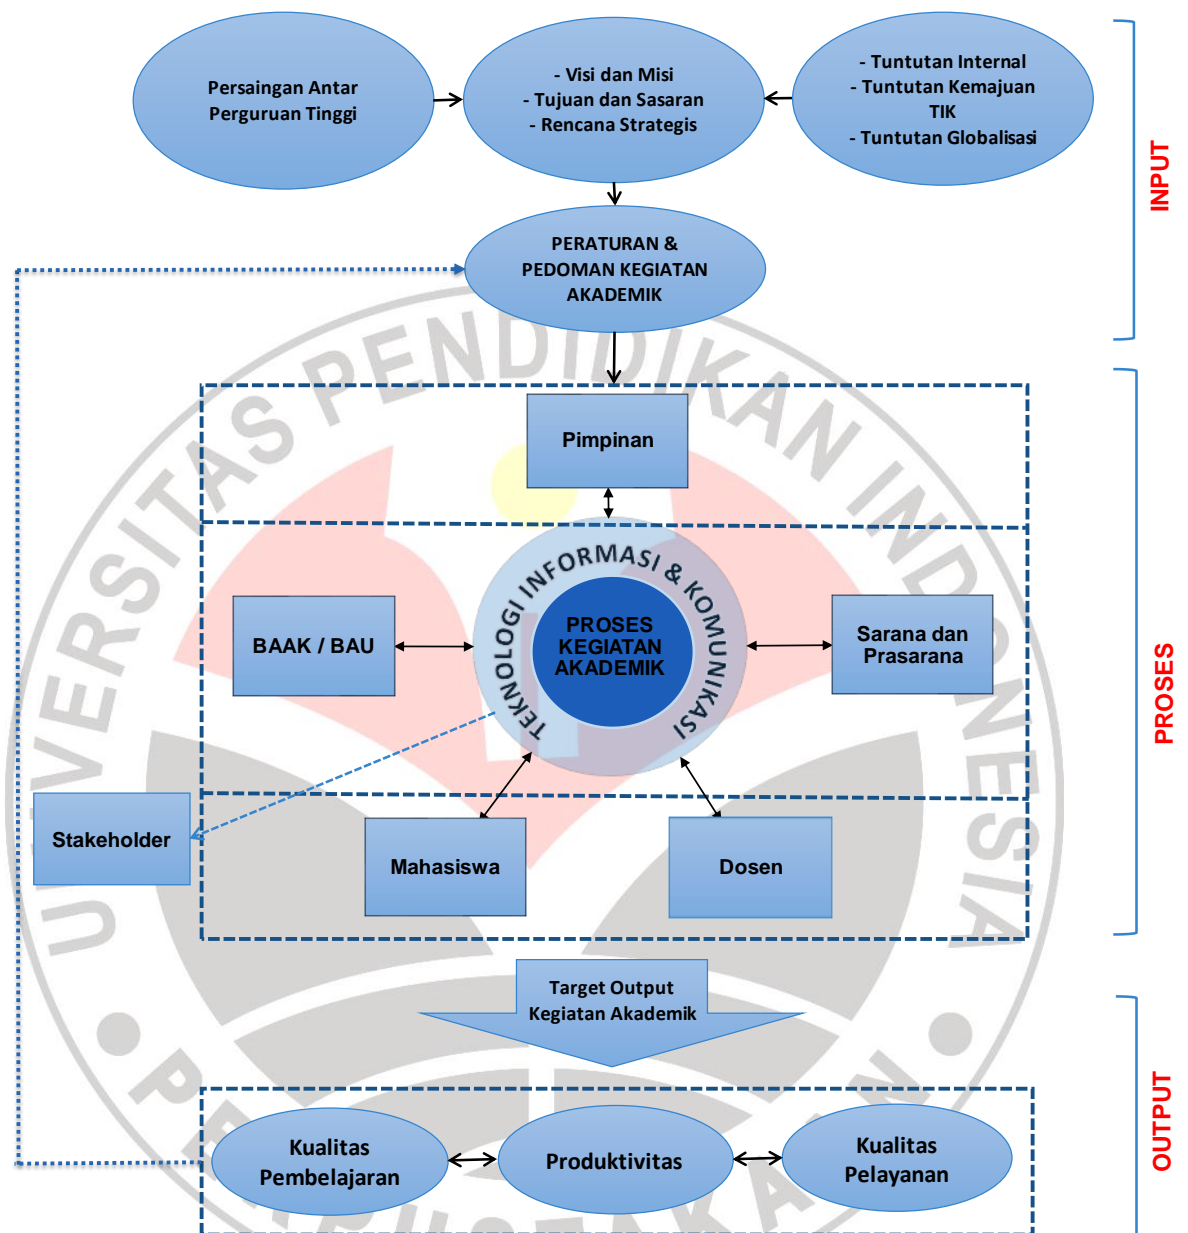 Persaingan Antar
Perguruan Tinggi
- Visi dan Misi
- Tujuan dan Sasaran
- Rencana Strategis
- Tuntutan Internal
- Tuntutan Kemajuan
TIK
- Tuntutan Globalisasi
INPUT
PERATURAN &
PEDOMAN KEGIATAN
AKADEMIK
UNIVERSITAS PENDIDIKAN INDONESIA
Pimpinan
TEKNOLOGI INFORMASI & KOMUNIKASI
PROSES
KEGIATAN
AKADEMIK
BAAK / BAU
Sarana dan
Prasarana
PROSES
Stakeholder
Mahasiswa
Dosen
Target Output
Kegiatan Akademik
OUTPUT
Kualitas
Pembelajaran
Produktivitas
Kualitas
Pelayanan